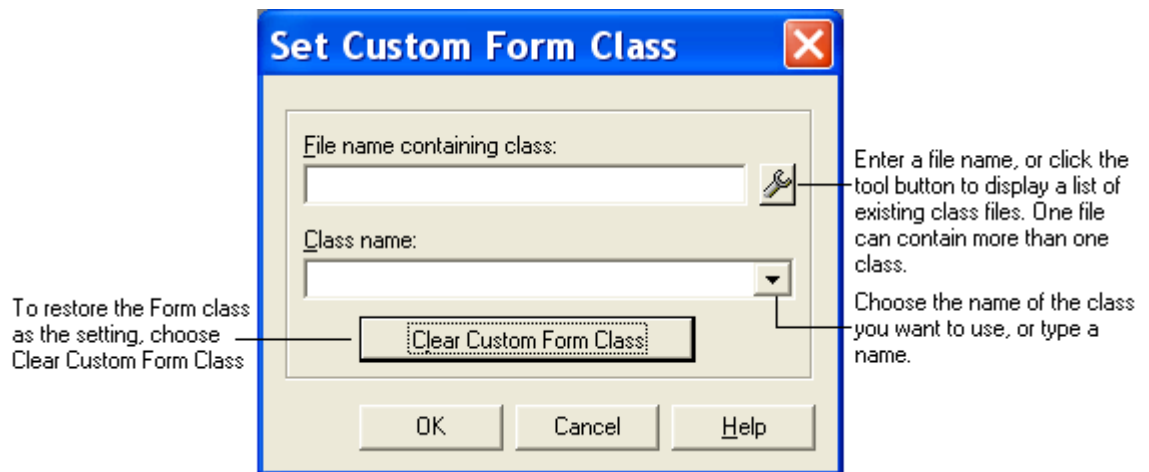 Set Custom Form Class
File name containing class:
Enter a file name, or click the
tool button to display a list of
existing class files. One file
can contain more than one
class.
Class name:
Choose the name of the class
you want to use, or type a
name.
To restore the Form class
as the setting, choose
Clear Custom Form Class
Clear Custom Form Class
OK
Cancel
Help